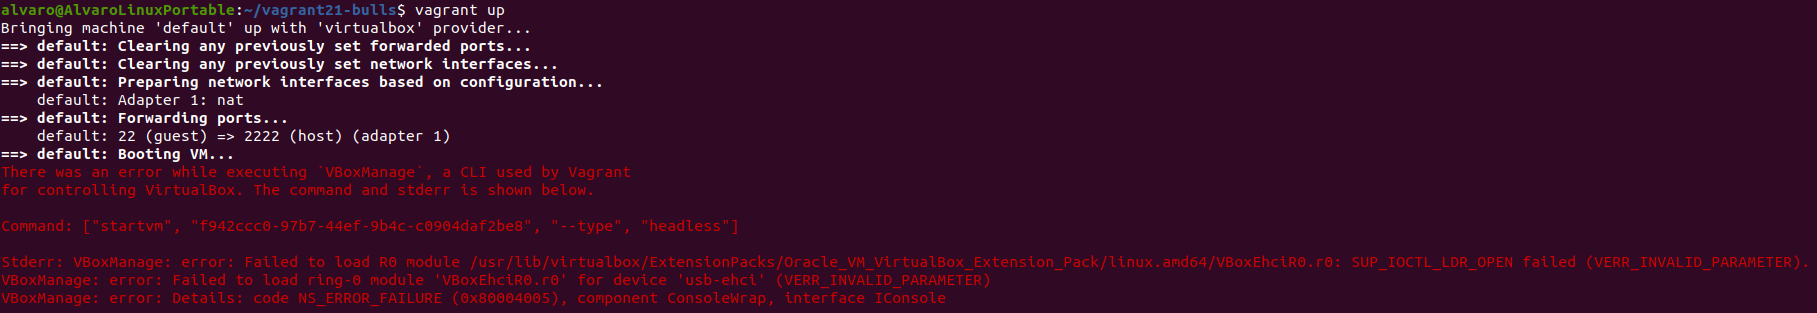 alvaro@AlvaroLinuxPortable:~/vagrant21-bulls$ vagrant up
Bringing machine 'default' up with 'virtualbox' provider...
==> default: Clearing any previously set forwarded ports...
==> default: Clearing any previously set network interfaces...
==> default: Preparing network interfaces based on configuration...
    default: Adapter 1: nat
==> default: Forwarding ports...
    default: 22 (guest) => 2222 (host) (adapter 1)
==> default: Booting VM...
There was an error while executing `VBoxManage`, a CLI used by Vagrant
for controlling VirtualBox. The command and stderr is shown below.

Command: ["startvm", "f942ccc0-97b7-44ef-9b4c-c0904daf2be8", "--type", "headless"]

Stderr: VBoxManage: error: Failed to load R0 module /usr/lib/virtualbox/ExtensionPacks/Oracle_VM_VirtualBox_Extension_Pack/linux.amd64/VBoxEhciR0.r0: SUP_IOCTL_LDR_OPEN failed (VERR_INVALID_PARAMETER).
VBoxManage: error: Failed to load ring-0 module 'VBoxEhciR0.r0' for device 'usb-ehci' (VERR_INVALID_PARAMETER)
VBoxManage: error: Details: code NS_ERROR_FAILURE (0x80004005), component ConsoleWrap, interface IConsole